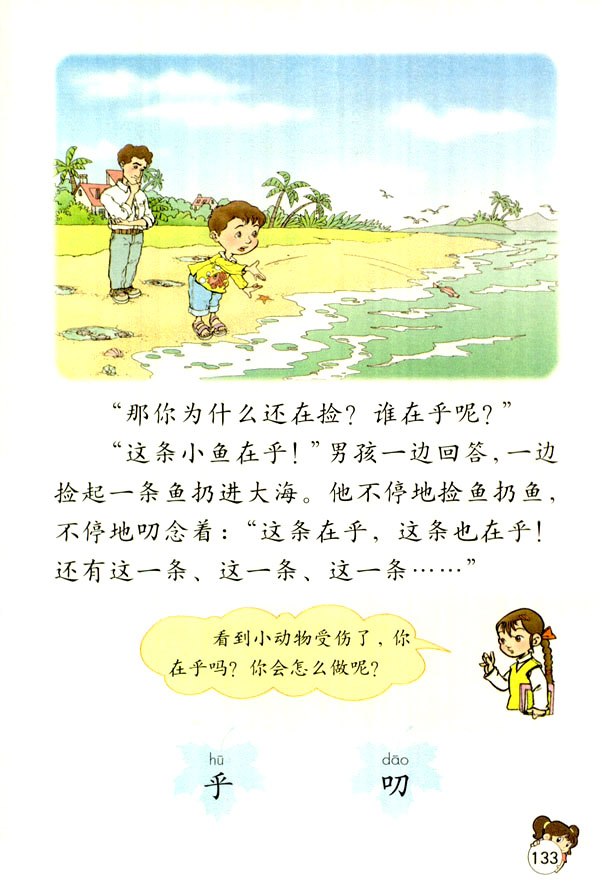 “那你为什么还在捡？谁在乎呢？”
“这条小鱼在乎！”男孩一边回答，一边
捡起一条鱼扔进大海。他不停地捡鱼扔鱼，
不停地叨念着：“这条在乎，这条也在乎！
还有这一条、这一条、这一条……”
看到小动物受伤了，你
在乎吗？你会怎么做呢？
hū dāo
乎 叨
133